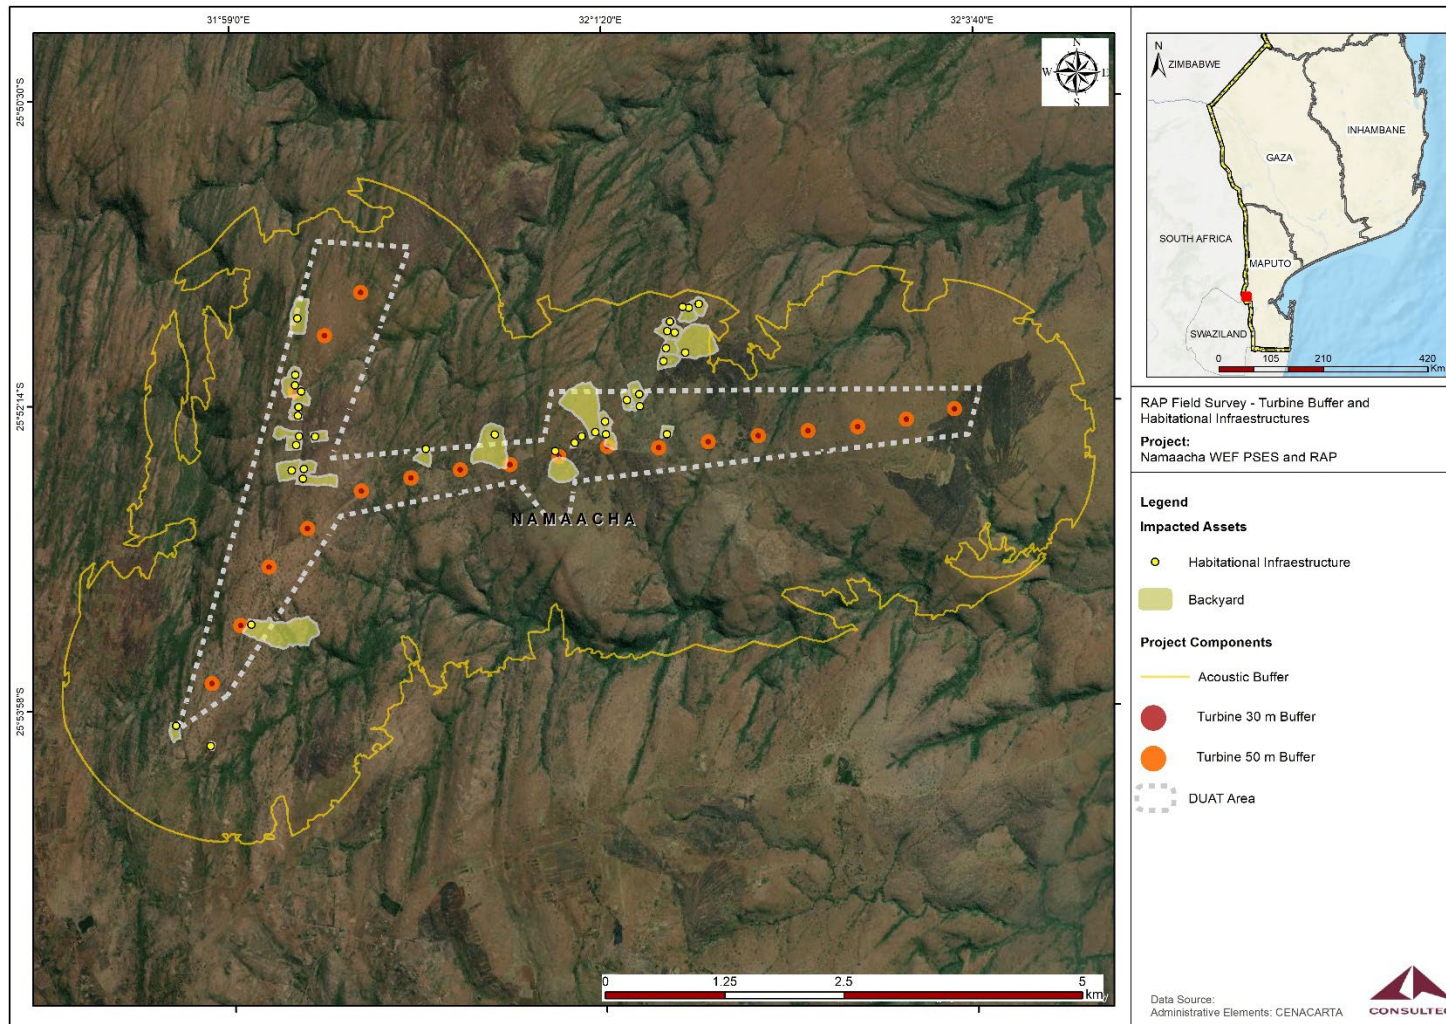 31°59'0"E
32°1'20"E
32°3'40"E
25°50'30"S
25°52'14"S
25°53'58"S
N
W E
S
NAMAACHA
0 1.25 2.5 5
km
N
ZIMBABWE
INHAMBANE
GAZA
SOUTH AFRICA
MAPUTO
SWAZILAND
0 105 210 420
Km
RAP Field Survey - Turbine Buffer and
Habitational Infrastructures
Project:
Namaacha WEF PSES and RAP
Legend
Impacted Assets
Habitational Infraestructure
Backyard
Project Components
Acoustic Buffer
Turbine 30 m Buffer
Turbine 50 m Buffer
DUAT Area
Data Source:
Administrative Elements: CENACARTA
CONSULTEC